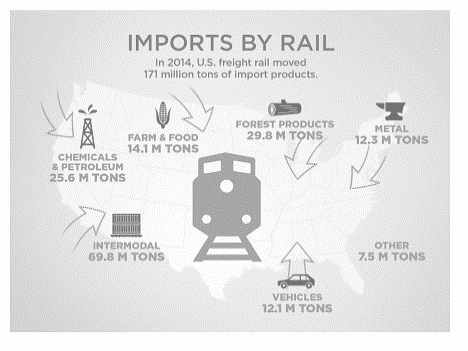 IMPORTS BY RAIL
In 2014, U.S. freight rail moved
171 million tons of import products.
FARM & FOOD
14.1 M TONS
FOREST PRODUCTS
29.8 M TONS
METAL
12.3 M TONS
CHEMICALS
& PETROLEUM
25.6 M TONS
INTERMODAL
69.8 M TONS
OTHER
7.5 M TONS
VEHICLES
12.1 M TONS